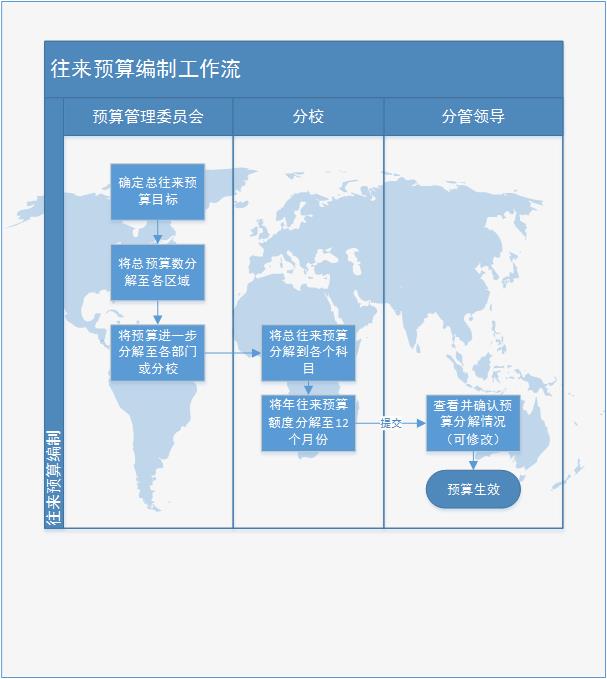 往来预算编制工作流
预算管理委员会
分校
分管领导
确定总往来预
算目标
将总预算数分
解至各区域
将预算进一步
分解至各部门
或分校
将总往来预算
分解到各个科
目
将年往来预算
额度分解至12
个月份
提交
查看并确认预
算分解情况
（可修改）
预算生效
往来预算编制